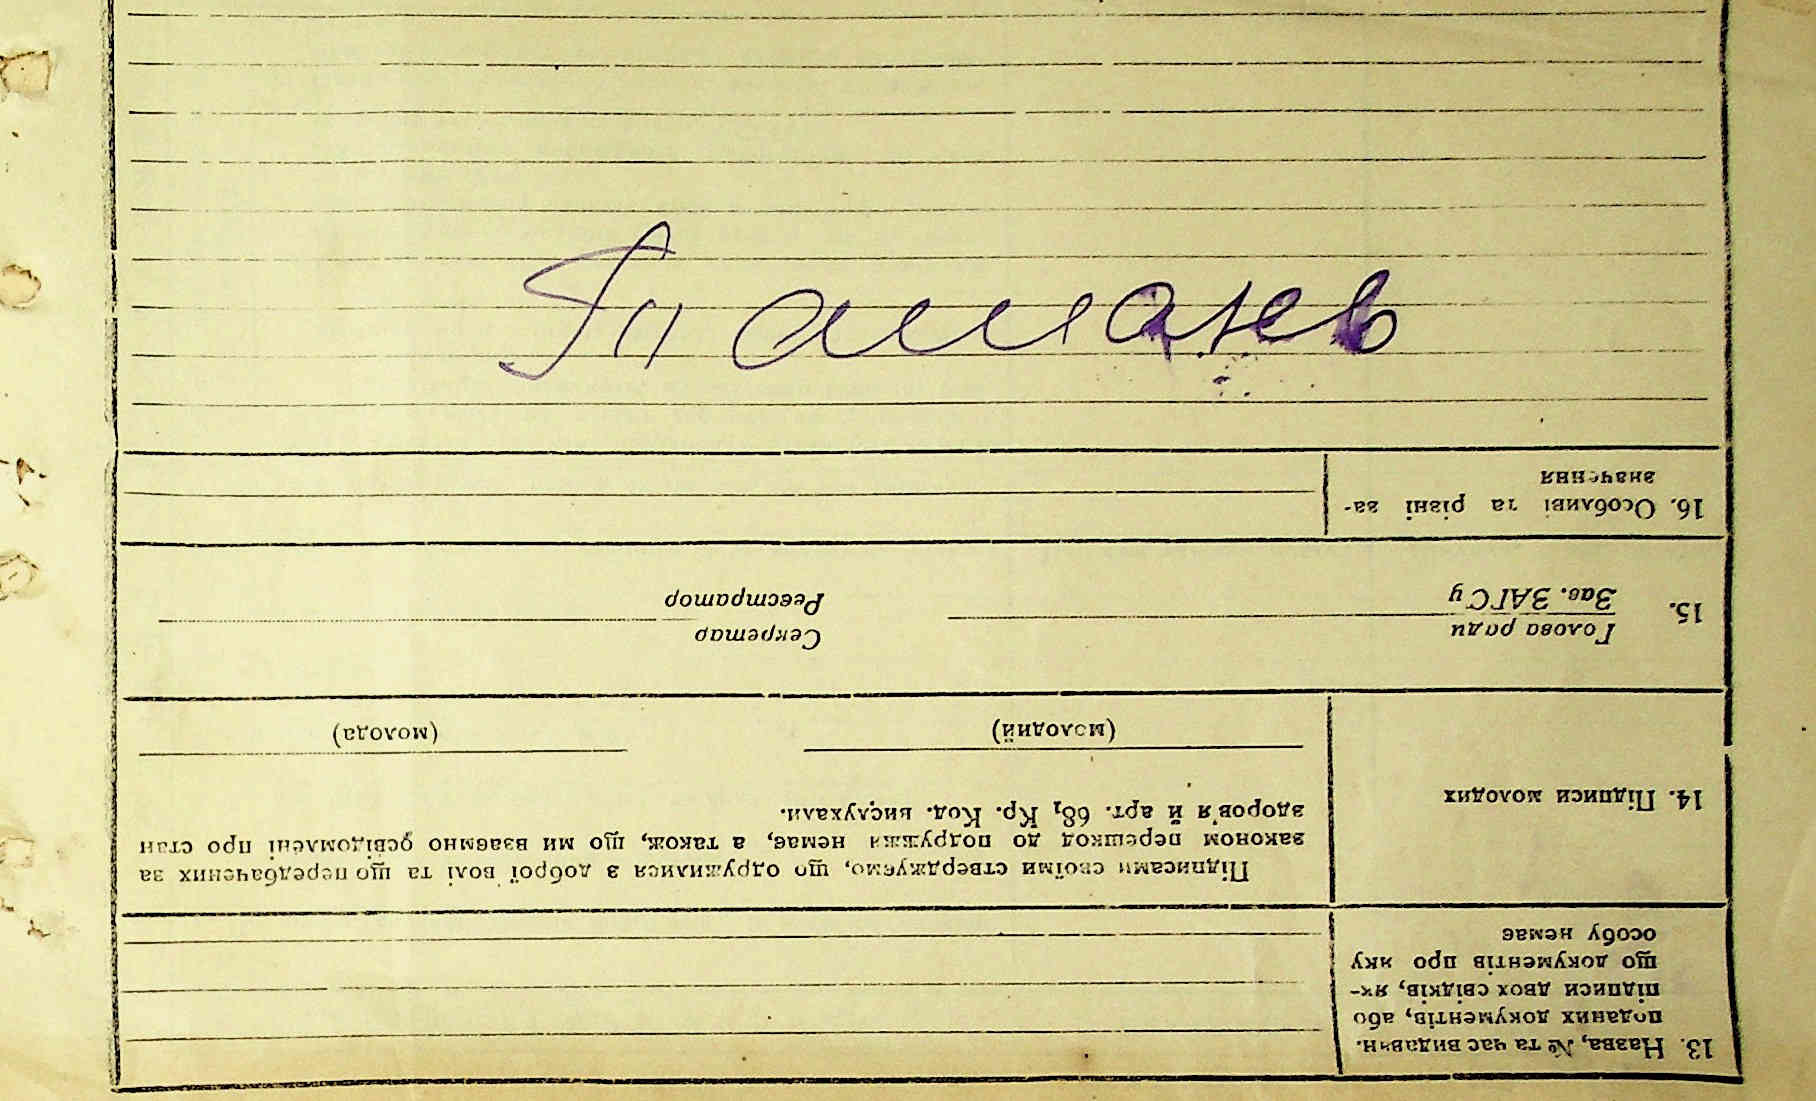 13. Назва, № та час видавн.
поданих документів, або
підписи двох свідків, як-
що документів про яку
особу немає
14. Підписи молодих
Підписами своїми стверджуємо, що одружилися з доброї волі та що передбачених за
законом перешкод до подружжя немає, а також, що ми взаємно освідомлені про стан
здоров'я й арт. 68, Кр. Код. вислухали.
(молодий) (молода)
15. Голова ради Секретар
Зав. ЗАГСу Реєстратор
16. Особливі та різні за-
значення